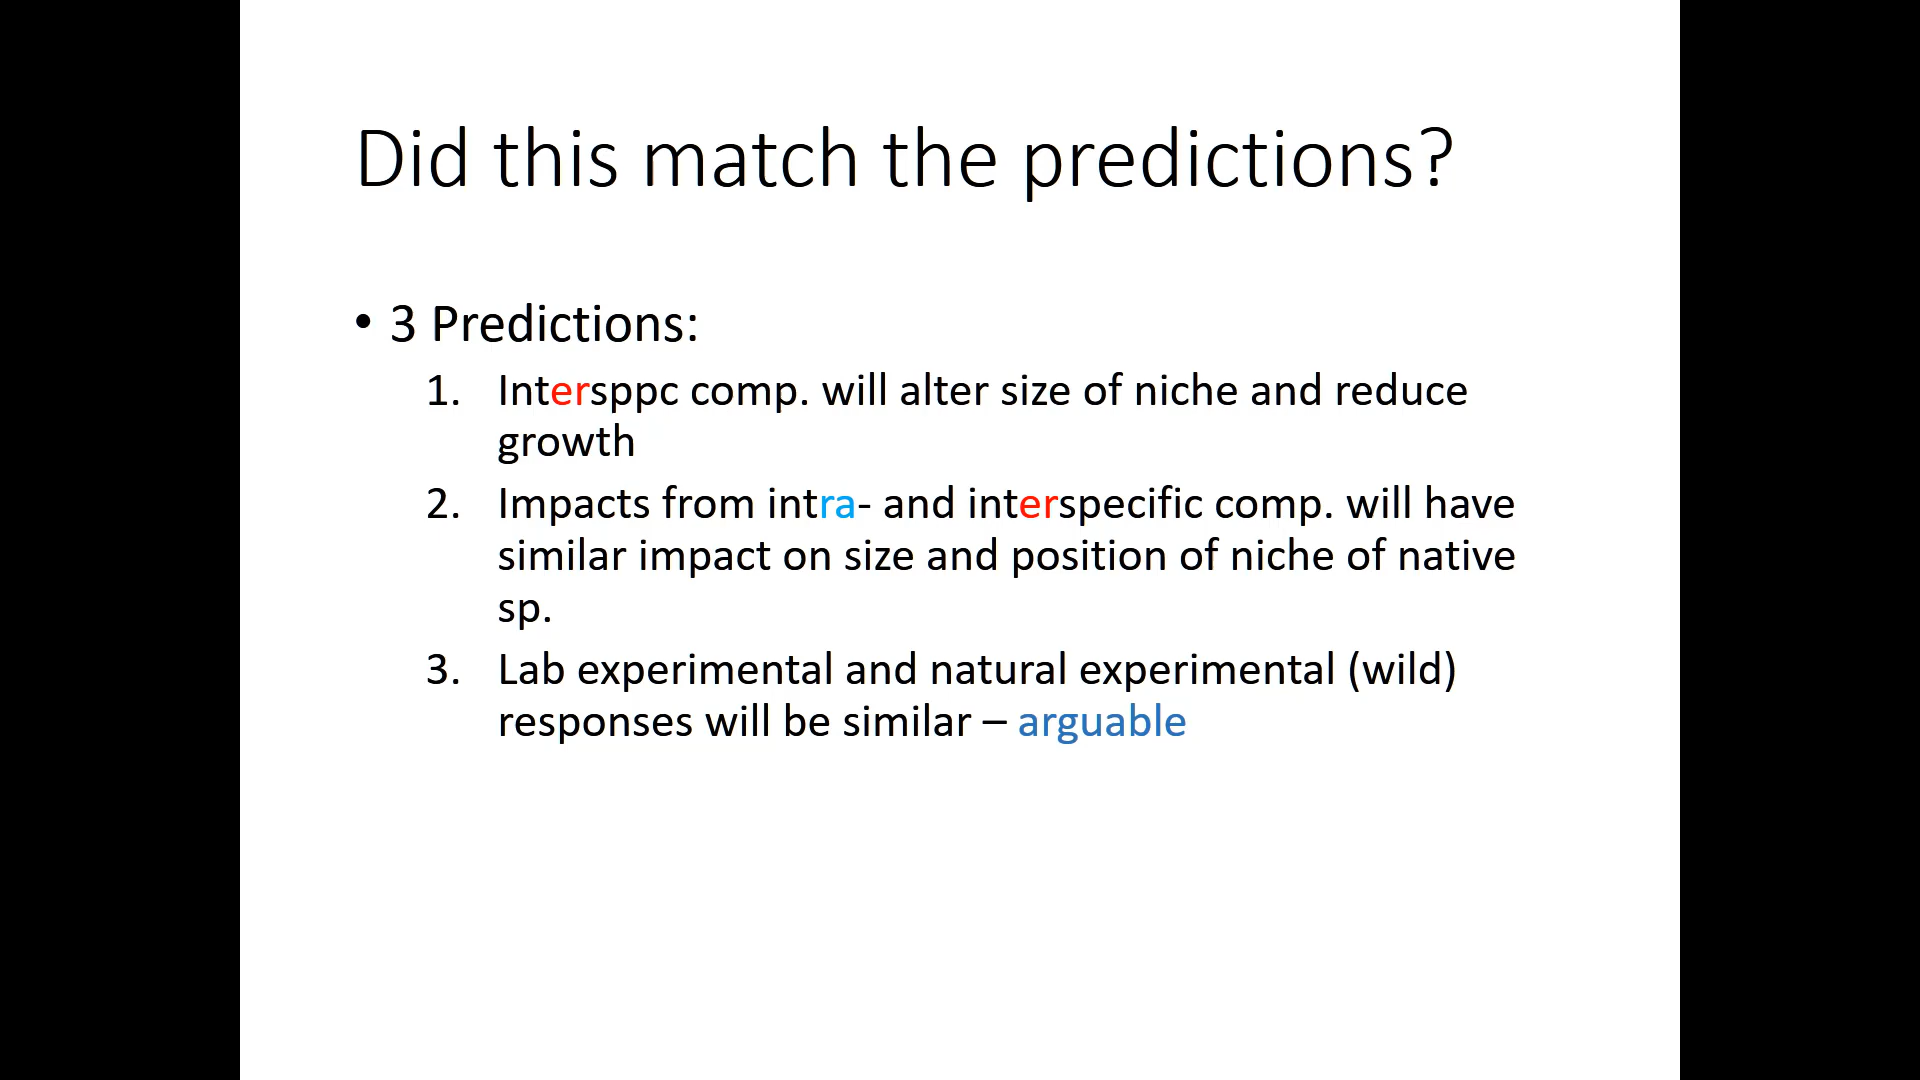 Did this match the predictions?
• 3 Predictions:
1. Intersppc comp. will alter size of niche and reduce
growth
2. Impacts from intra- and interspecific comp. will have
similar impact on size and position of niche of native
sp.
3. Lab experimental and natural experimental (wild)
responses will be similar – arguable